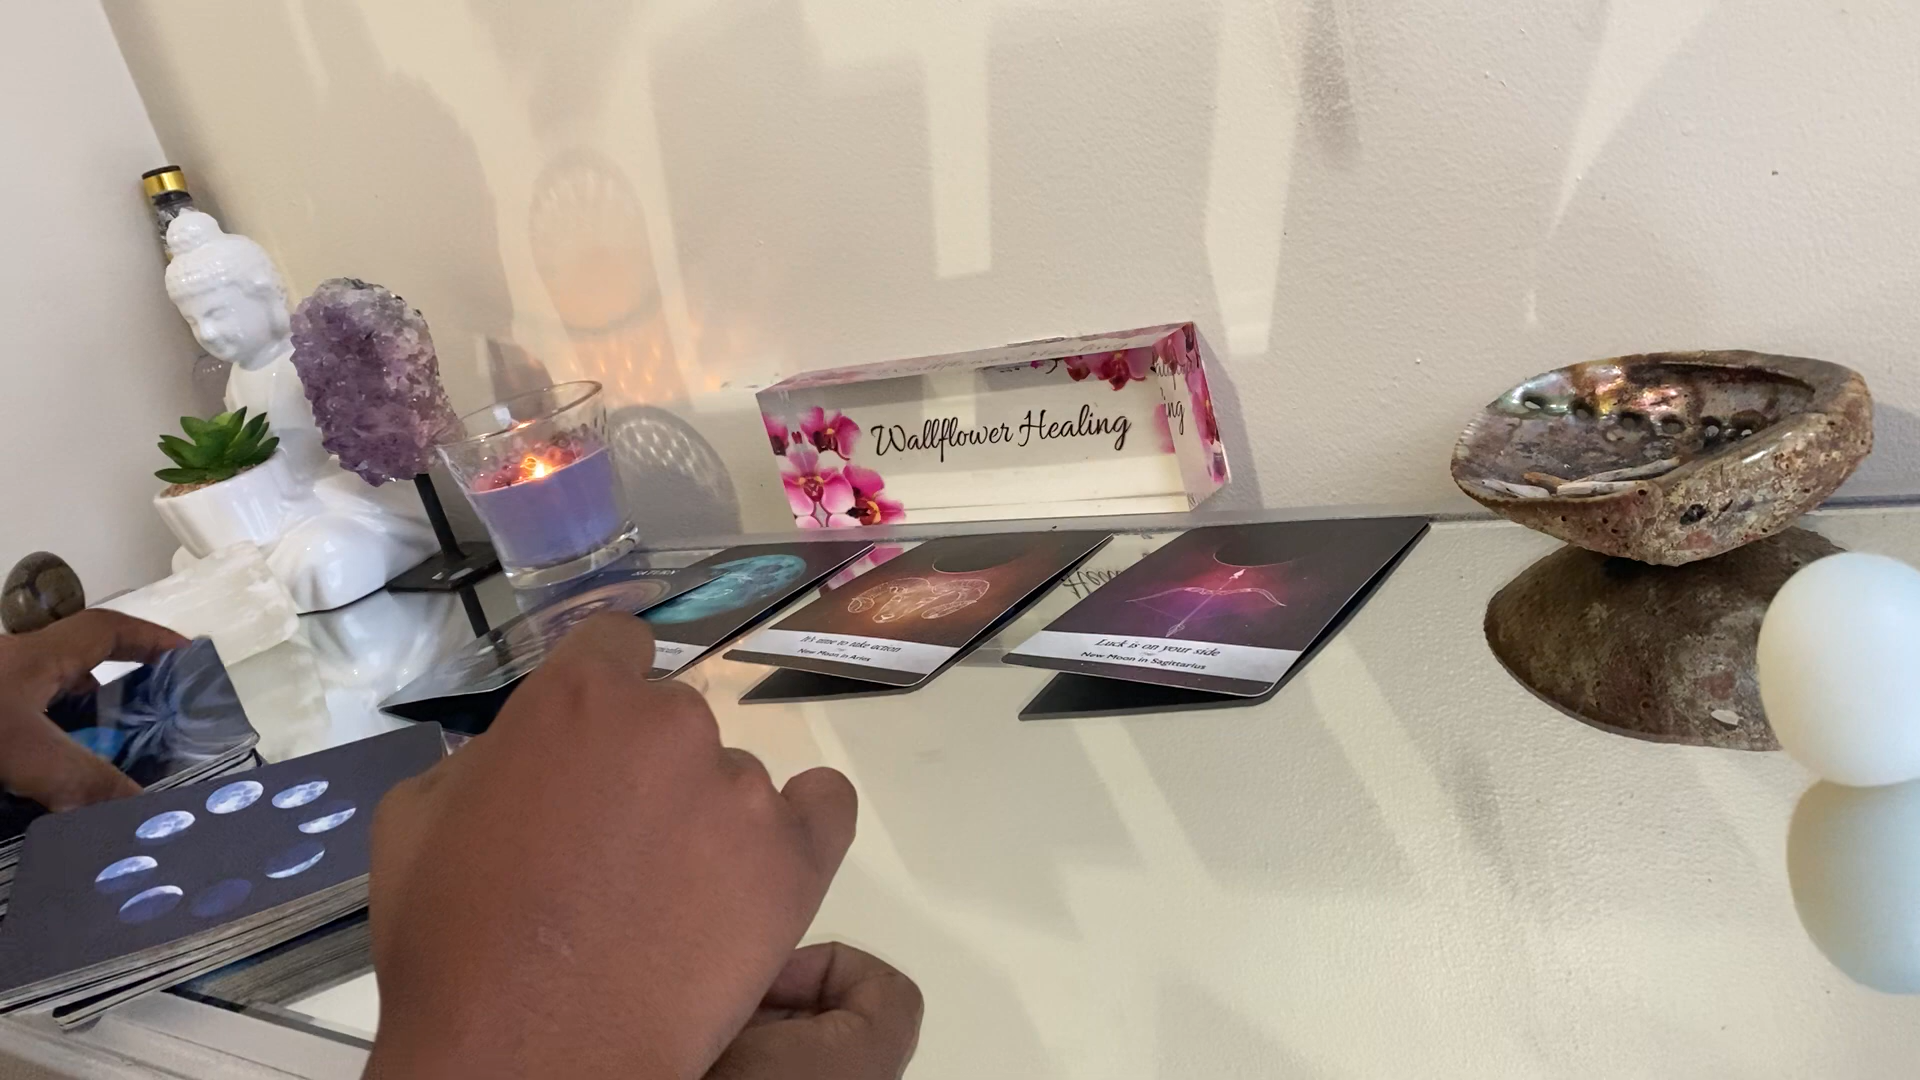 Wallflower Healing
SATURN
It's time to take action
New Moon in Aries
Luck is on your side
New Moon in Sagittarius